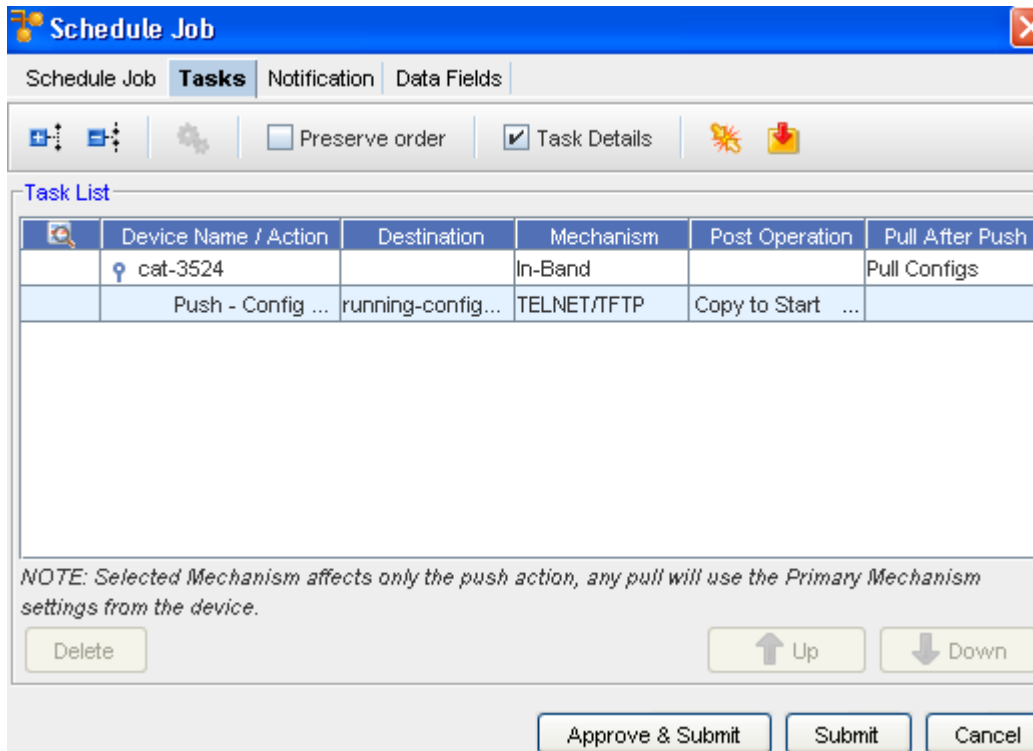 Schedule Job
Schedule Job Tasks Notification Data Fields
Preserve order Task Details
Task List
Device Name / Action Destination Mechanism Post Operation Pull After Push
cat-3524 In-Band Pull Configs
Push - Config ... running-config... TELNET/TFTP Copy to Start ...
NOTE: Selected Mechanism affects only the push action, any pull will use the Primary Mechanism
settings from the device.
Delete Up Down
Approve & Submit Submit Cancel